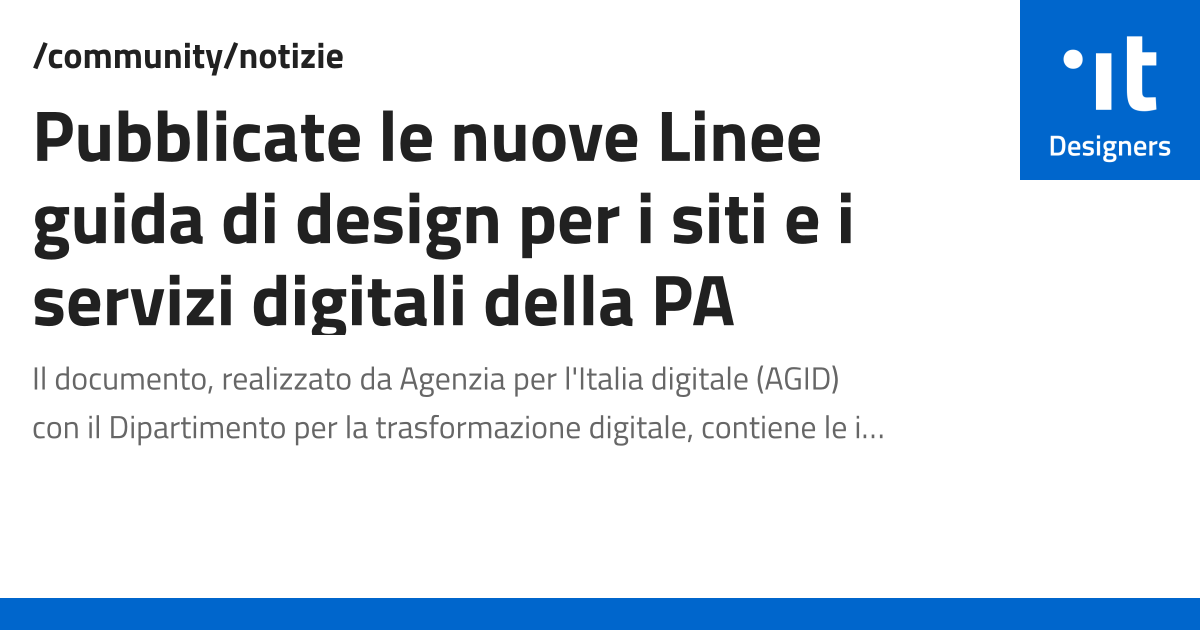 /community/notizie
Pubblicate le nuove Linee
guida di design per i siti e i
servizi digitali della PA
Il documento, realizzato da Agenzia per l'Italia digitale (AGID)
con il Dipartimento per la trasformazione digitale, contiene le i...
it
Designers